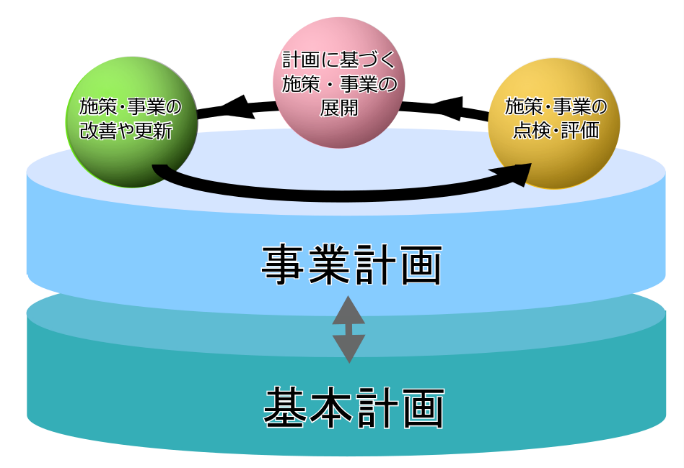 計画に基づく
施策・事業の
展開
施策・事業の
改善や更新
施策・事業の
点検・評価
事業計画
基本計画